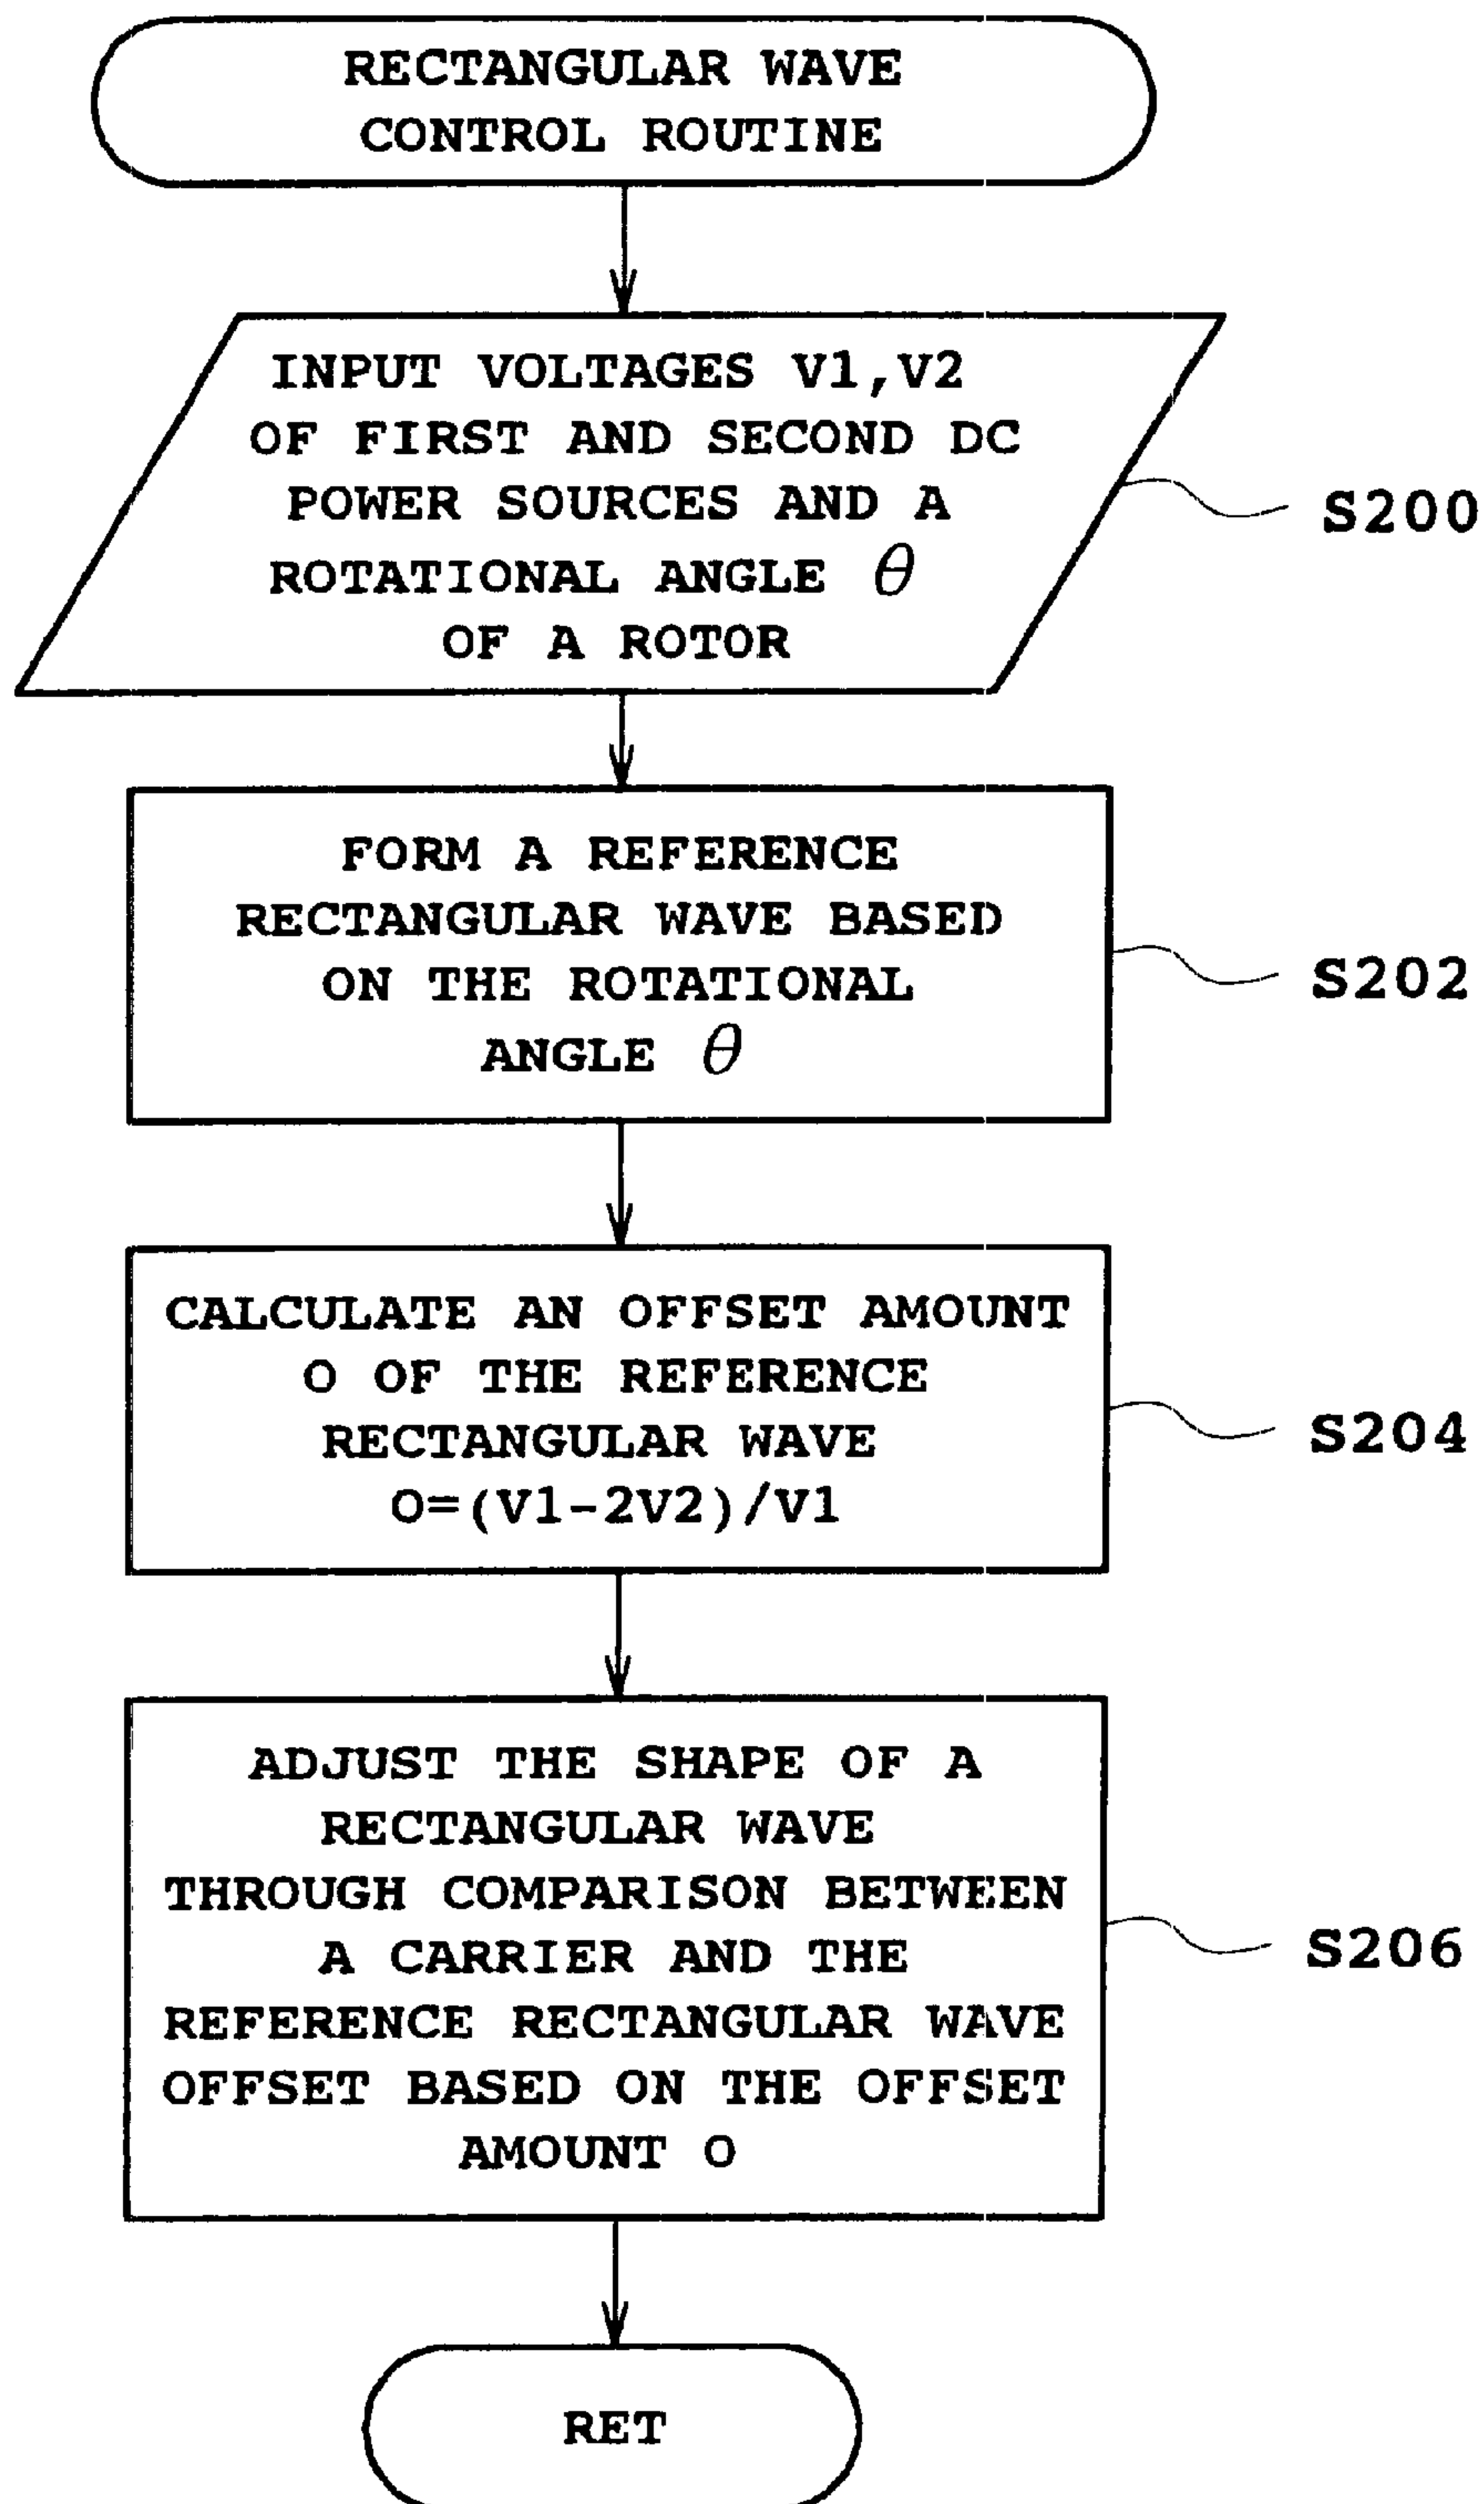 RECTANGULAR WAVE
CONTROL ROUTINE
INPUT VOLTAGES V1,V2
OF FIRST AND SECOND DC
POWER SOURCES AND A
ROTATIONAL ANGLE θ
OF A ROTOR
S200
FORM A REFERENCE
RECTANGULAR WAVE BASED
ON THE ROTATIONAL
ANGLE θ
S202
CALCULATE AN OFFSET AMOUNT
O OF THE REFERENCE
RECTANGULAR WAVE
O=(V1-2V2)/V1
S204
ADJUST THE SHAPE OF A
RECTANGULAR WAVE
THROUGH COMPARISON BETWEEN
A CARRIER AND THE
REFERENCE RECTANGULAR WAVE
OFFSET BASED ON THE OFFSET
AMOUNT O
S206
RET